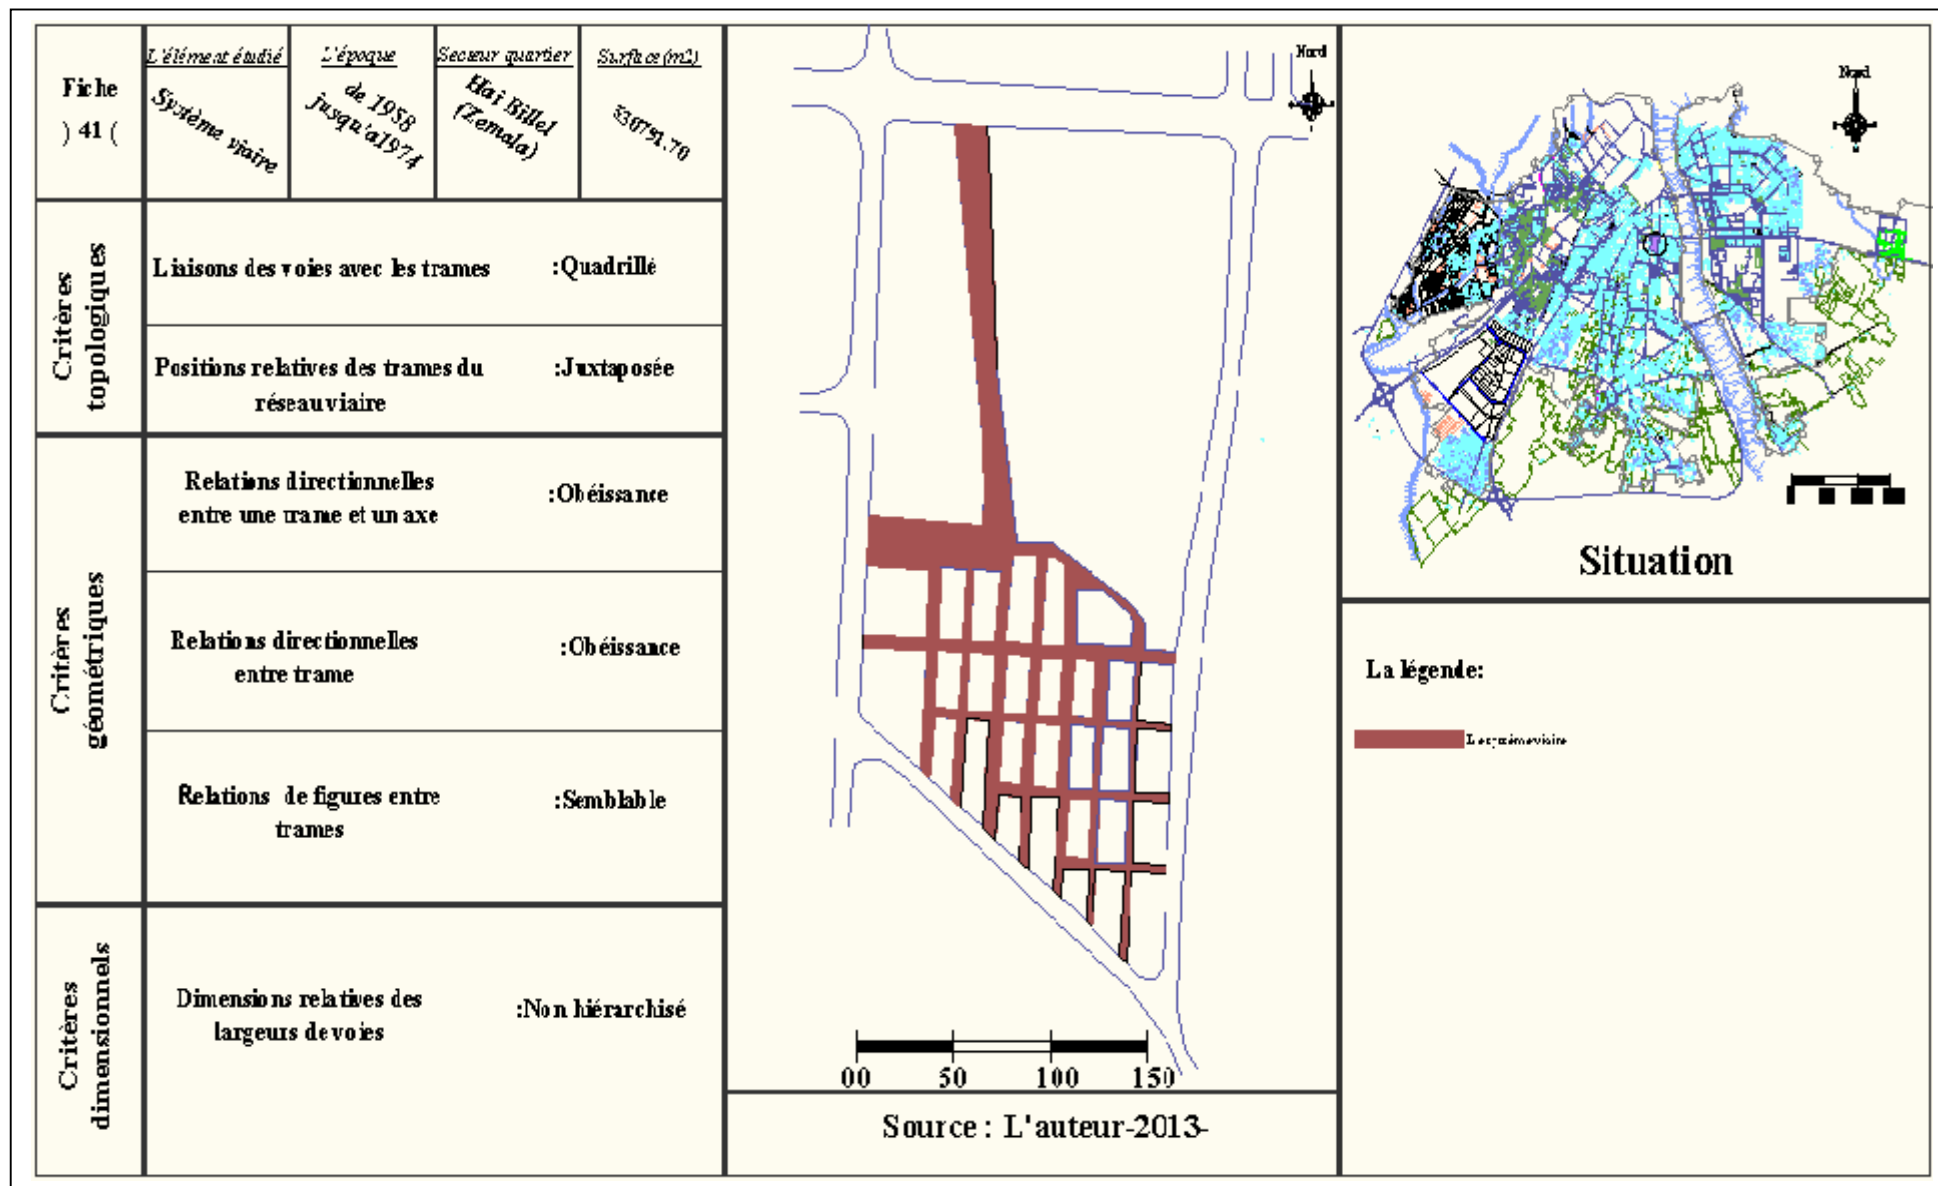 Fiche
) 41 (
L'élément étudié
Système viaire
L'époque
de 1958
jusqu'a1974
Secteur quartier
Hai Billel
(Zemala)
Surface (m2)
Critères
topologiques
Liaisons des voies avec les trames :Quadrillé
Positions relatives des trames du :Juxtaposée
réseau viaire
Critères
géométriques
Relations directionnelles
entre une trame et un axe :Obéissance
Relations directionnelles
entre trame :Obéissance
Relations de figures entre
trames :Semblable
Critères
dimensionnels
Dimensions relatives des
largeurs de voies :Non hiérarchisé
Nord
00 50 100 150
Source : L'auteur-2013-
Nord
Situation
La légende:
Le système viaire